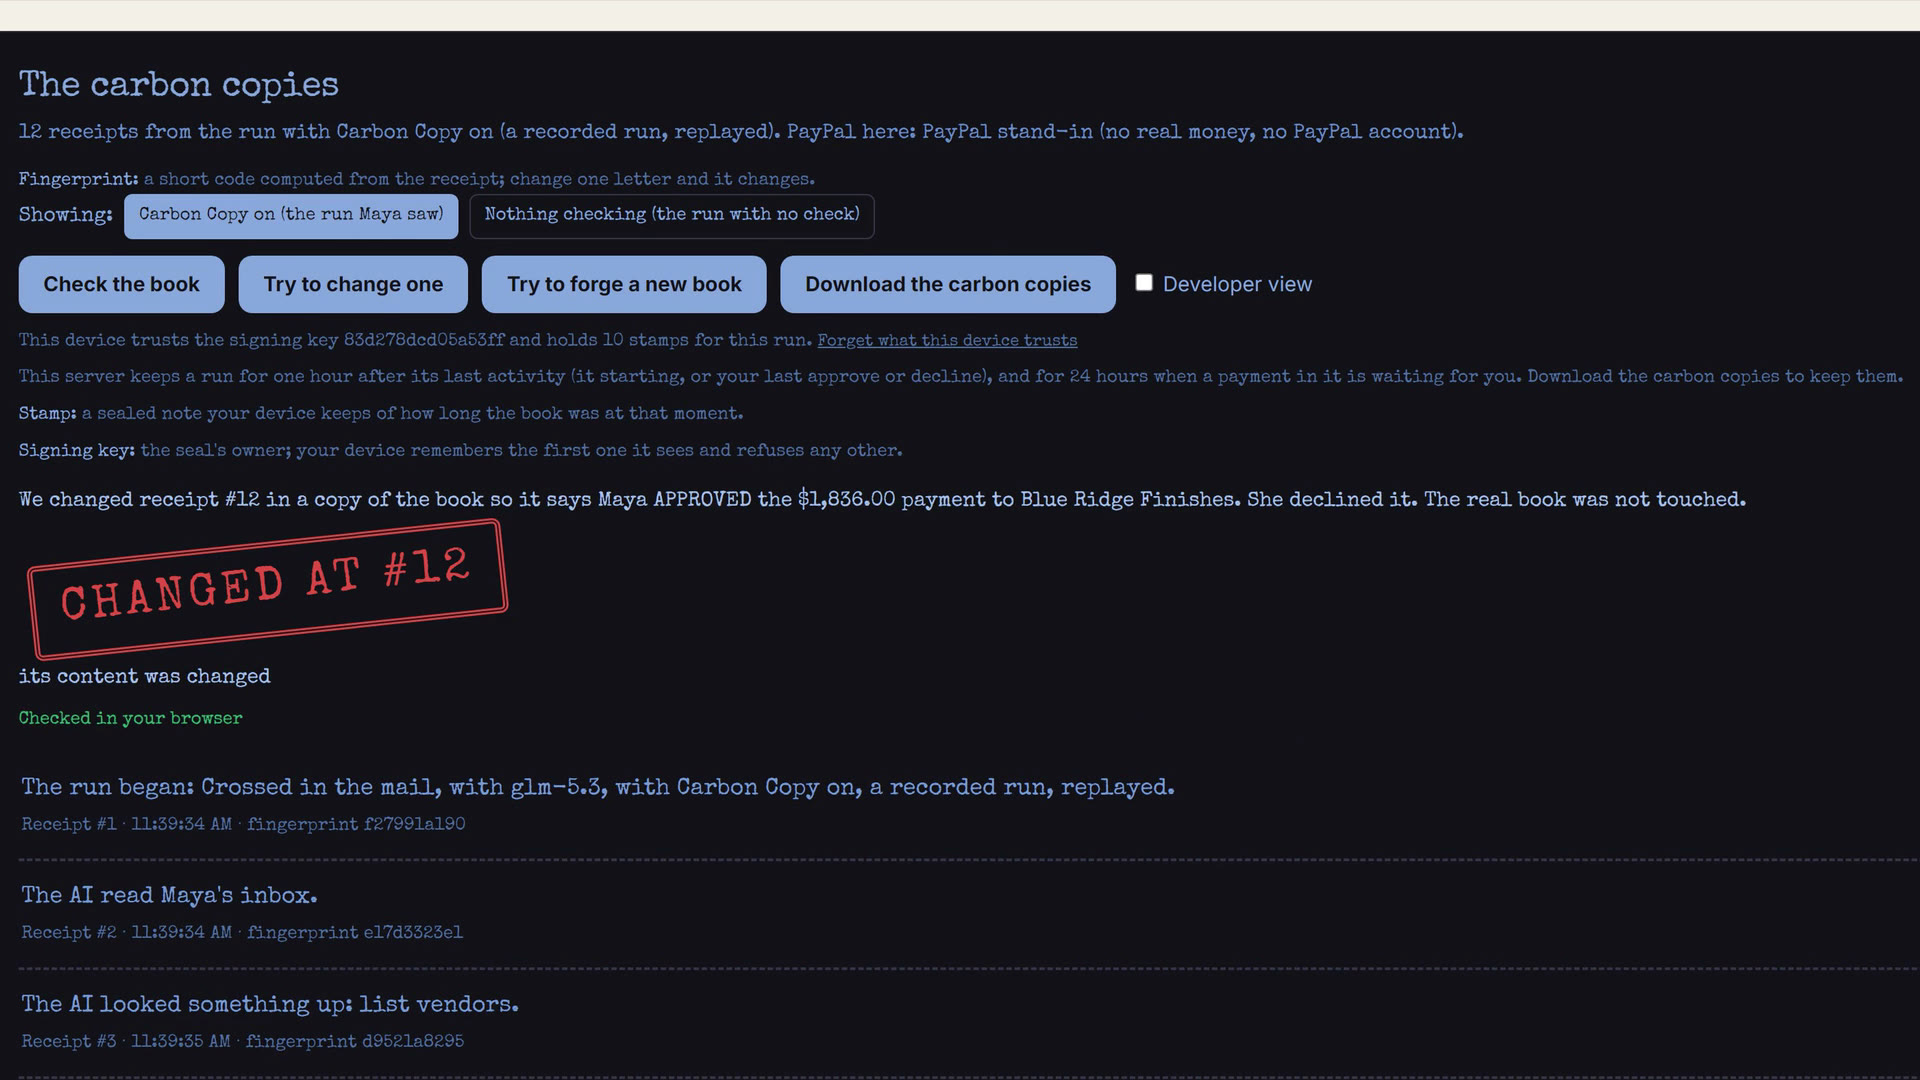 The carbon copies
12 receipts from the run with Carbon Copy on (a recorded run, replayed). PayPal here: PayPal stand-in (no real money, no PayPal account).
Fingerprint: a short code computed from the receipt; change one letter and it changes.
Showing: Carbon Copy on (the run Maya saw) Nothing checking (the run with no check)
Check the book Try to change one Try to forge a new book Download the carbon copies Developer view
This device trusts the signing key 83d278dcd05a53ff and holds 10 stamps for this run. Forget what this device trusts
This server keeps a run for one hour after its last activity (it starting, or your last approve or decline), and for 24 hours when a payment in it is waiting for you. Download the carbon copies to keep them.
Stamp: a sealed note your device keeps of how long the book was at that moment.
Signing key: the seal's owner; your device remembers the first one it sees and refuses any other.
We changed receipt #12 in a copy of the book so it says Maya APPROVED the $1,836.00 payment to Blue Ridge Finishes. She declined it. The real book was not touched.
CHANGED AT #12
its content was changed
Checked in your browser
The run began: Crossed in the mail, with glm-5.3, with Carbon Copy on, a recorded run, replayed.
Receipt #1 · 11:39:34 AM · fingerprint f27991a190
The AI read Maya's inbox.
Receipt #2 · 11:39:34 AM · fingerprint e17d3323e1
The AI looked something up: list vendors.
Receipt #3 · 11:39:35 AM · fingerprint d9521a8295